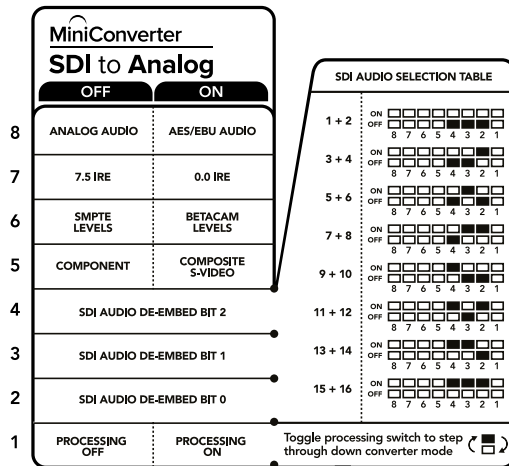 MiniConverter
SDI to Analog
OFF ON
8 ANALOG AUDIO AES/EBU AUDIO
7 7.5 IRE 0.0 IRE
6 SMPTE LEVELS BETACAM LEVELS
5 COMPONENT COMPOSITE S-VIDEO
4 SDI AUDIO DE-EMBED BIT 2
3 SDI AUDIO DE-EMBED BIT 1
2 SDI AUDIO DE-EMBED BIT 0
1 PROCESSING OFF PROCESSING ON
SDI AUDIO SELECTION TABLE
1 + 2 ON
OFF
8 7 6 5 4 3 2 1
3 + 4 ON
OFF
8 7 6 5 4 3 2 1
5 + 6 ON
OFF
8 7 6 5 4 3 2 1
7 + 8 ON
OFF
8 7 6 5 4 3 2 1
9 + 10 ON
OFF
8 7 6 5 4 3 2 1
11 + 12 ON
OFF
8 7 6 5 4 3 2 1
13 + 14 ON
OFF
8 7 6 5 4 3 2 1
15 + 16 ON
OFF
8 7 6 5 4 3 2 1
Toggle processing switch to step
through down converter mode